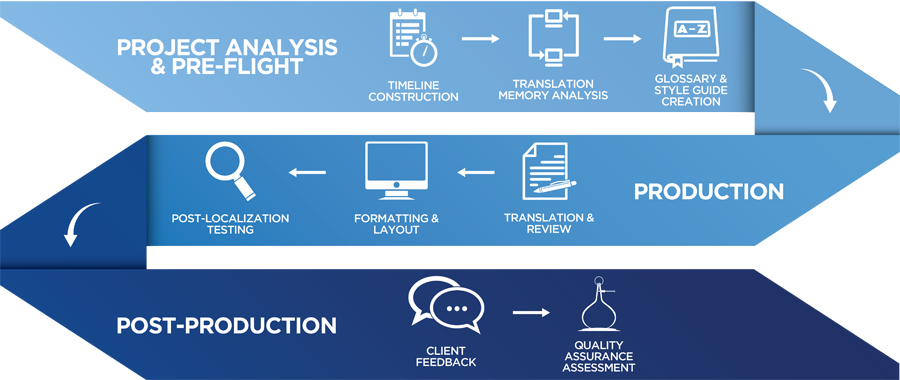 PROJECT ANALYSIS
& PRE-FLIGHT
TIMELINE
CONSTRUCTION
TRANSLATION
MEMORY ANALYSIS
A-Z
GLOSSARY &
STYLE GUIDE
CREATION
PRODUCTION
TRANSLATION &
REVIEW
FORMATTING &
LAYOUT
POST-LOCALIZATION
TESTING
POST-PRODUCTION
CLIENT
FEEDBACK
QUALITY
ASSURANCE
ASSESSMENT